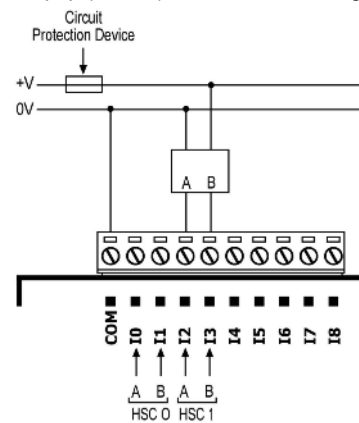 Circuit
Protection Device
+V
0V
A B
COM I0 I1 I2 I3 I4 I5 I6 I7 I8
A B A B
HSC 0 HSC 1